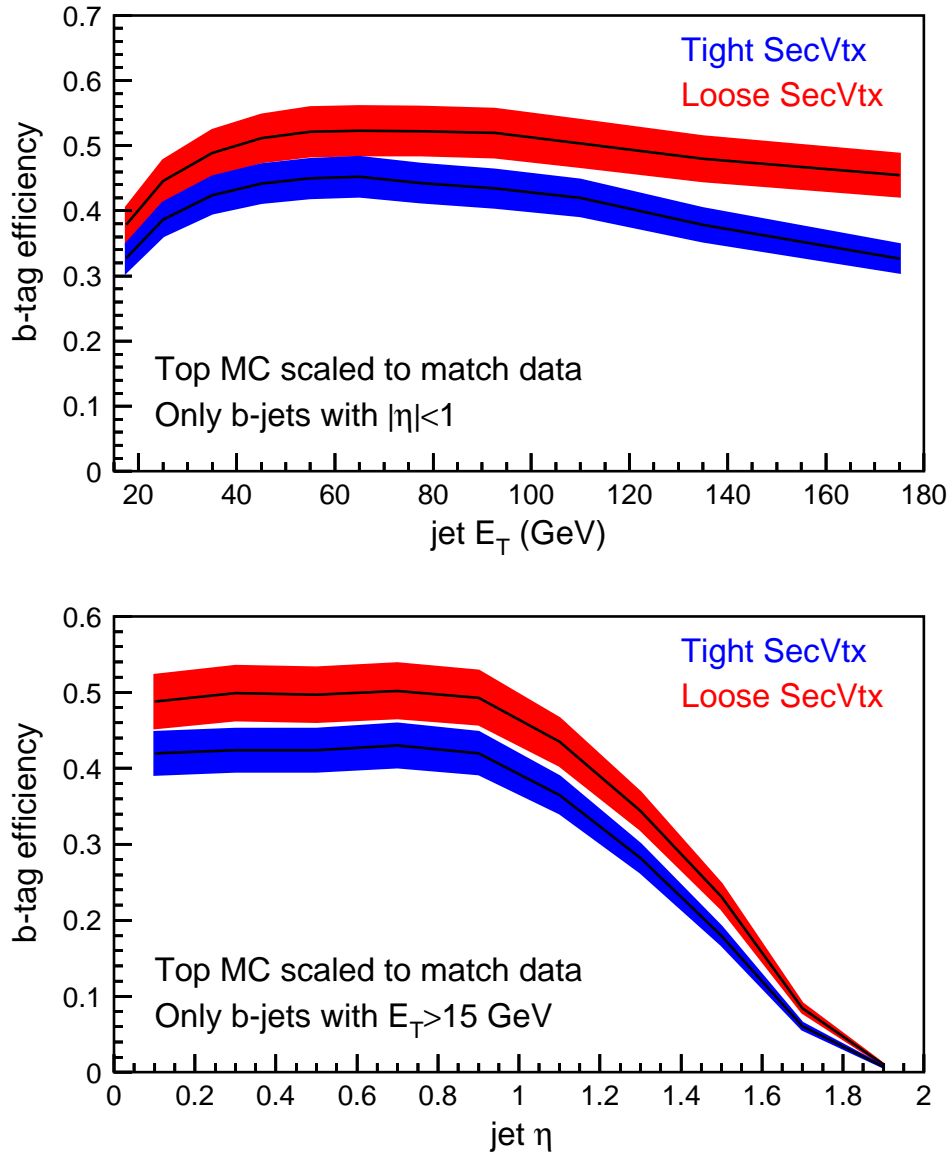 0.7
0.6
0.5
0.4
0.3
0.2
0.1
0
b-tag efficiency
Tight SecVtx
Loose SecVtx
Top MC scaled to match data
Only b-jets with |η|<1
20 40 60 80 100 120 140 160 180
jet E_T (GeV)
0.6
0.5
0.4
0.3
0.2
0.1
0
b-tag efficiency
Tight SecVtx
Loose SecVtx
Top MC scaled to match data
Only b-jets with E_T>15 GeV
0 0.2 0.4 0.6 0.8 1 1.2 1.4 1.6 1.8 2
jet η